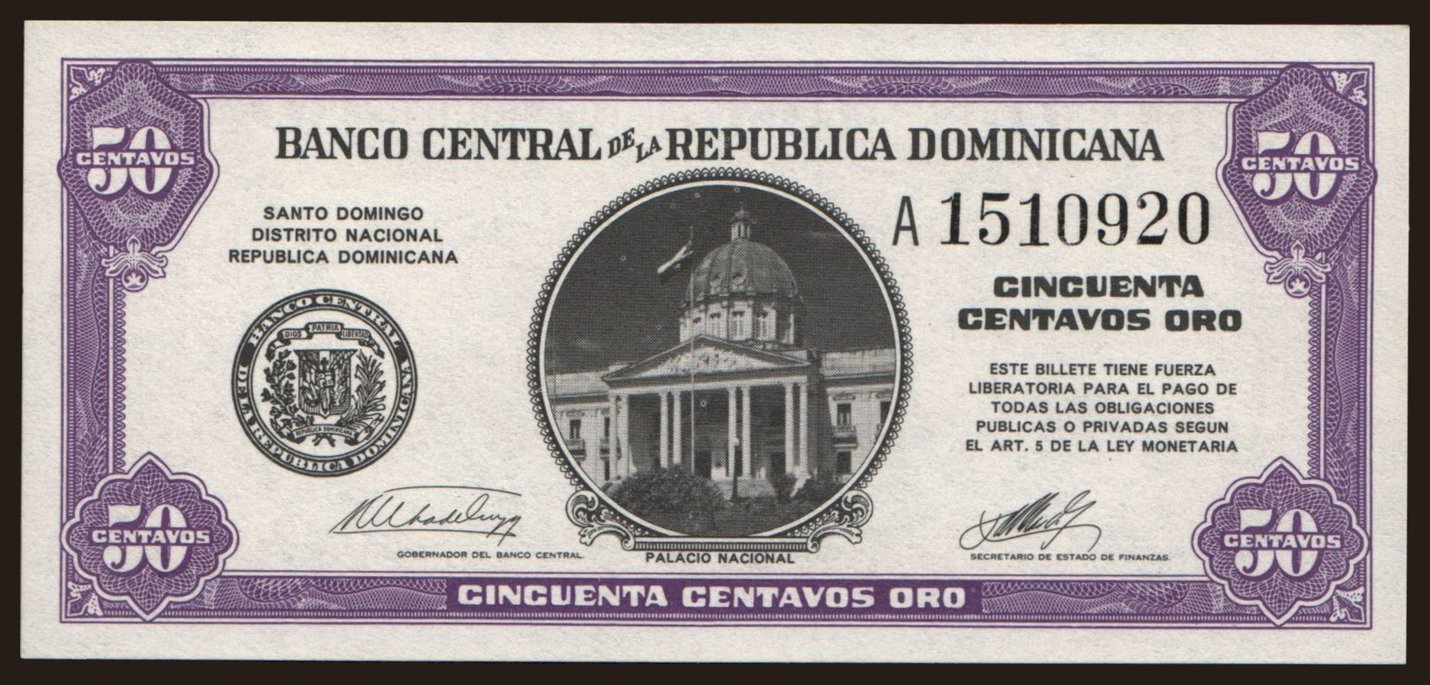 BANCO CENTRAL DE LA REPUBLICA DOMINICANA
50
CENTAVOS
50
CENTAVOS
SANTO DOMINGO
DISTRITO NACIONAL
REPUBLICA DOMINICANA
A 1510920
CINCUENTA
CENTAVOS ORO
BANCO CENTRAL
DE LA REPUBLICA DOMINICANA
DIOS PATRIA LIBERTAD
REPUBLICA DOMINICANA
ESTE BILLETE TIENE FUERZA
LIBERATORIA PARA EL PAGO DE
TODAS LAS OBLIGACIONES
PUBLICAS O PRIVADAS SEGUN
EL ART. 5 DE LA LEY MONETARIA
GOBERNADOR DEL BANCO CENTRAL.
PALACIO NACIONAL
SECRETARIO DE ESTADO DE FINANZAS.
50
CENTAVOS
50
CENTAVOS
CINCUENTA CENTAVOS ORO